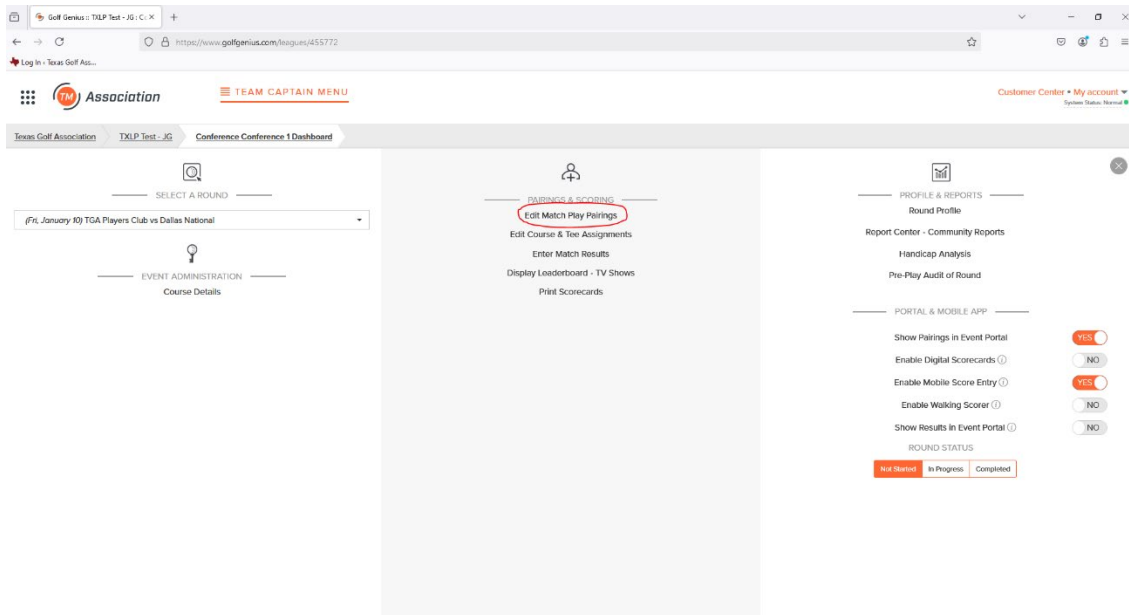 Golf Genius :: TXLP Test - JG : C
https://www.golfgenius.com/leagues/455772
Log In ‹ Texas Golf Ass...
TM Association
TEAM CAPTAIN MENU
Customer Center • My account
System Status: Normal
Texas Golf Association
TXLP Test - JG
Conference Conference 1 Dashboard
SELECT A ROUND
(Fri, January 10) TGA Players Club vs Dallas National
EVENT ADMINISTRATION
Course Details
PAIRINGS & SCORING
Edit Match Play Pairings
Edit Course & Tee Assignments
Enter Match Results
Display Leaderboard - TV Shows
Print Scorecards
PROFILE & REPORTS
Round Profile
Report Center - Community Reports
Handicap Analysis
Pre-Play Audit of Round
PORTAL & MOBILE APP
Show Pairings in Event Portal YES
Enable Digital Scorecards NO
Enable Mobile Score Entry YES
Enable Walking Scorer NO
Show Results in Event Portal NO
ROUND STATUS
Not Started In Progress Completed